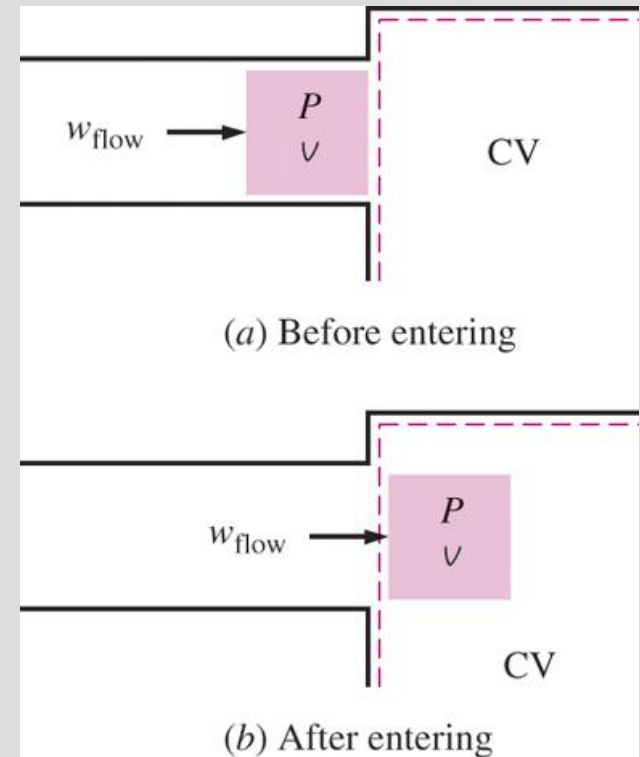 P
w_flow
v
CV
(a) Before entering
P
w_flow
v
CV
(b) After entering